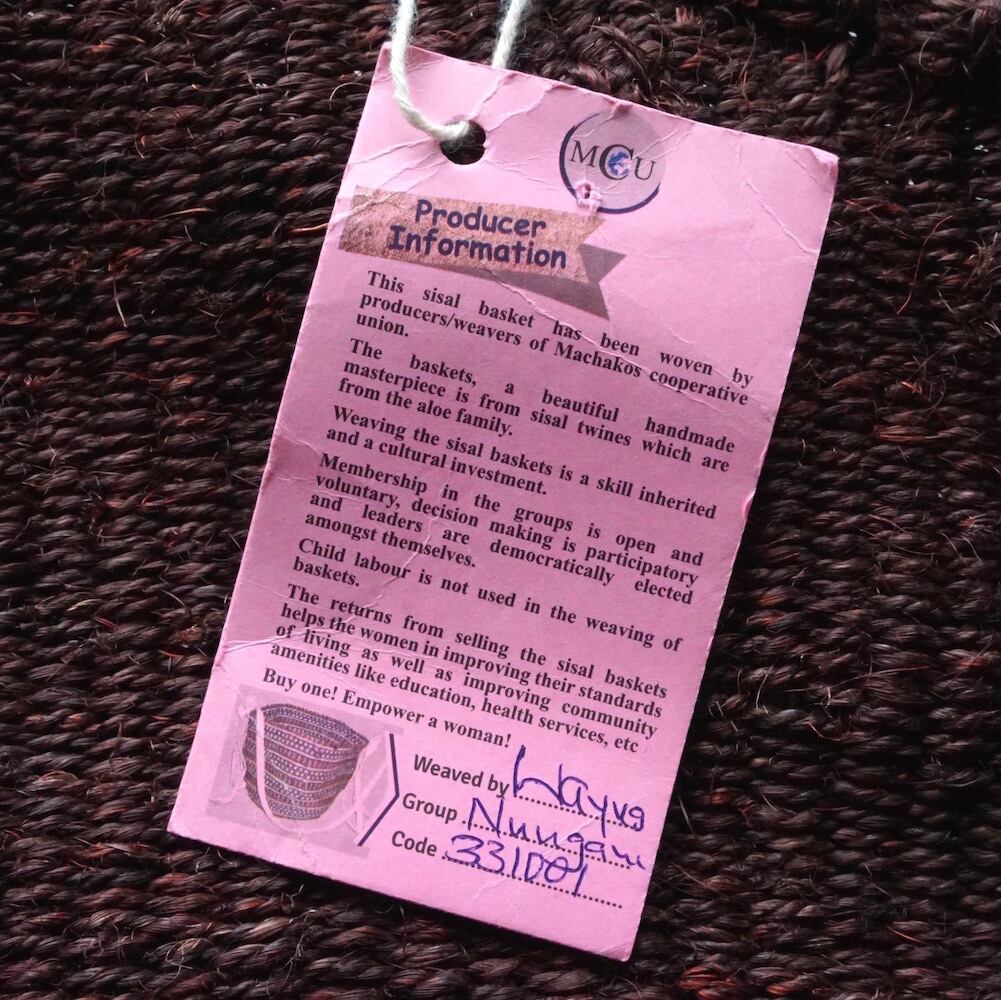 MCU
Producer
Information
This sisal basket has been woven by
producers/weavers of Machakos cooperative
union.
The baskets, a beautiful handmade
masterpiece is from sisal twines which are
from the aloe family.
Weaving the sisal baskets is a skill inherited
and a cultural investment.
Membership in the groups is open and
voluntary, decision making is participatory
and leaders are democratically elected
amongst themselves.
Child labour is not used in the weaving of
baskets.
The returns from selling the sisal baskets
helps the women in improving their standards
of living as well as improving community
amenities like education, health services, etc
Buy one! Empower a woman!
Weaved by
Group
Code 331001